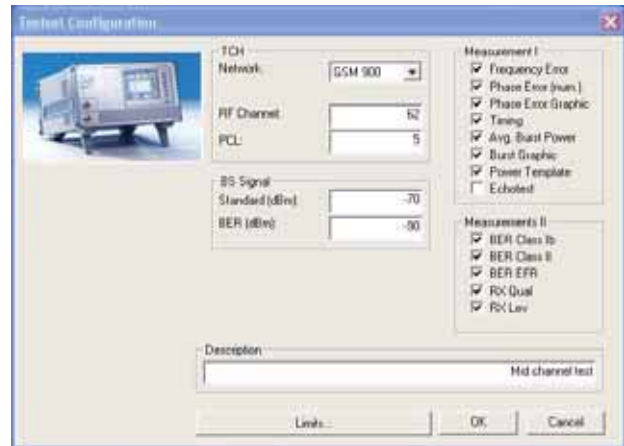 Testset Configuration
TCH
Network:
GSM 900
RF Channel:
62
PCL:
5
BS Signal
Standard (dBm):
-70
BER (dBm):
-90
Measurement I
Frequency Error
Phase Error (num.)
Phase Error Graphic
Timing
Avg. Burst Power
Burst Graphic
Power Template
Echotest
Measurements II
BER Class Ib
BER Class II
BER EFR
RX Qual
RX Lev
Description
Mid channel test
Limits...
OK
Cancel